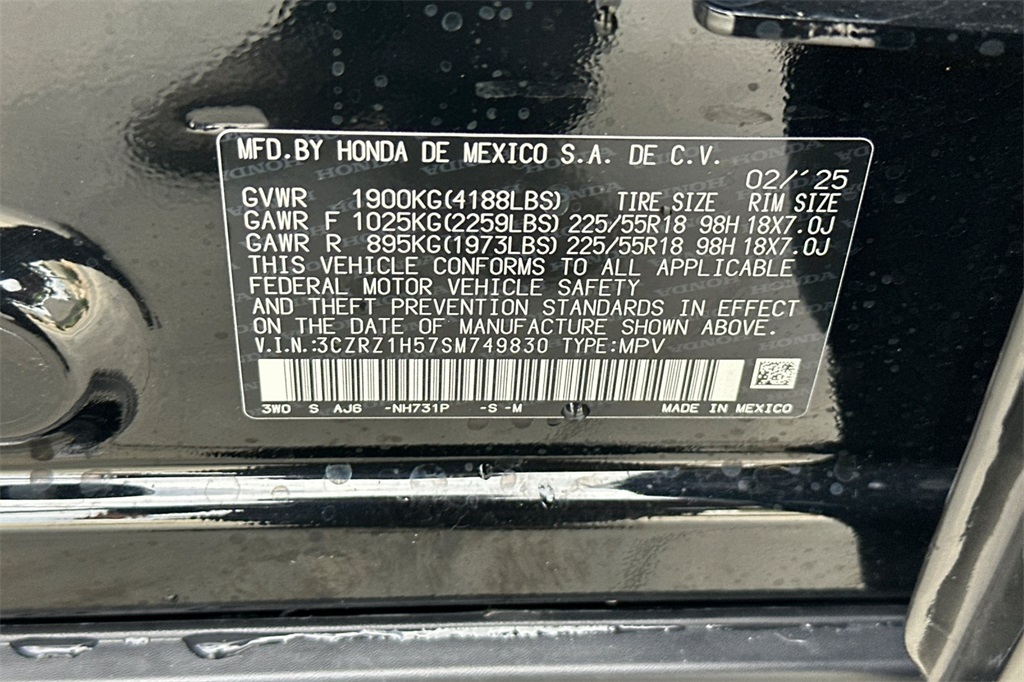 MFD.BY HONDA DE MEXICO S.A. DE C.V.
02/'25
GVWR 1900KG(4188LBS) TIRE SIZE RIM SIZE
GAWR F 1025KG(2259LBS) 225/55R18 98H 18X7.0J
GAWR R 895KG(1973LBS) 225/55R18 98H 18X7.0J
THIS VEHICLE CONFORMS TO ALL APPLICABLE
FEDERAL MOTOR VEHICLE SAFETY
AND THEFT PREVENTION STANDARDS IN EFFECT
ON THE DATE OF MANUFACTURE SHOWN ABOVE.
V.I.N.:3CZRZ1H57SM749830 TYPE:MPV
3W0 S AJ6 -NH731P -S-M MADE IN MEXICO